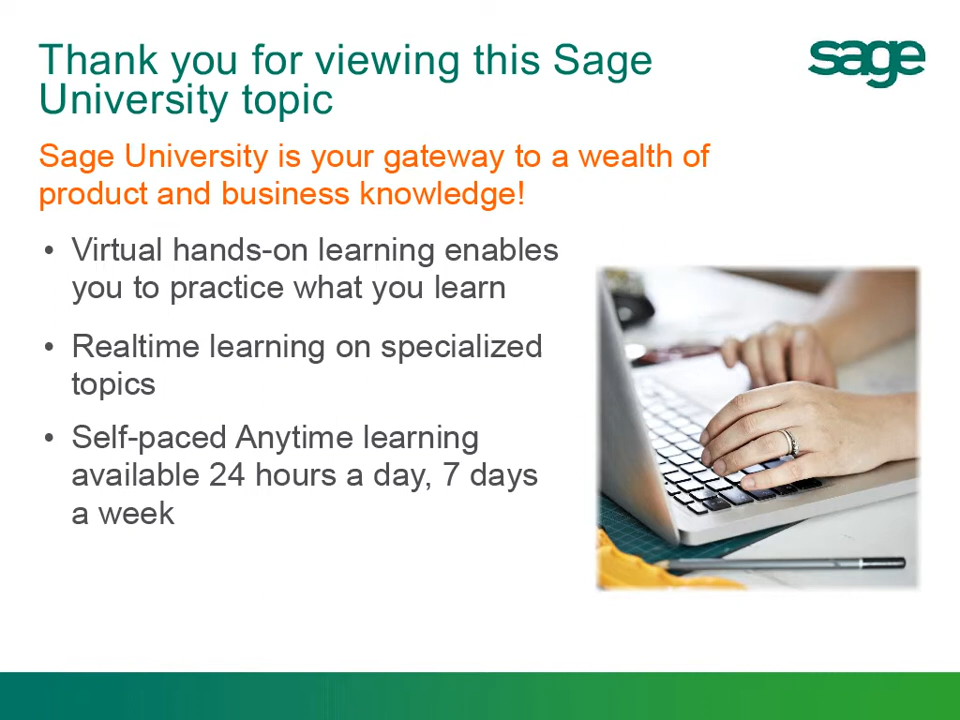 Thank you for viewing this Sage
University topic
sage
Sage University is your gateway to a wealth of
product and business knowledge!
• Virtual hands-on learning enables
you to practice what you learn
• Realtime learning on specialized
topics
• Self-paced Anytime learning
available 24 hours a day, 7 days
a week